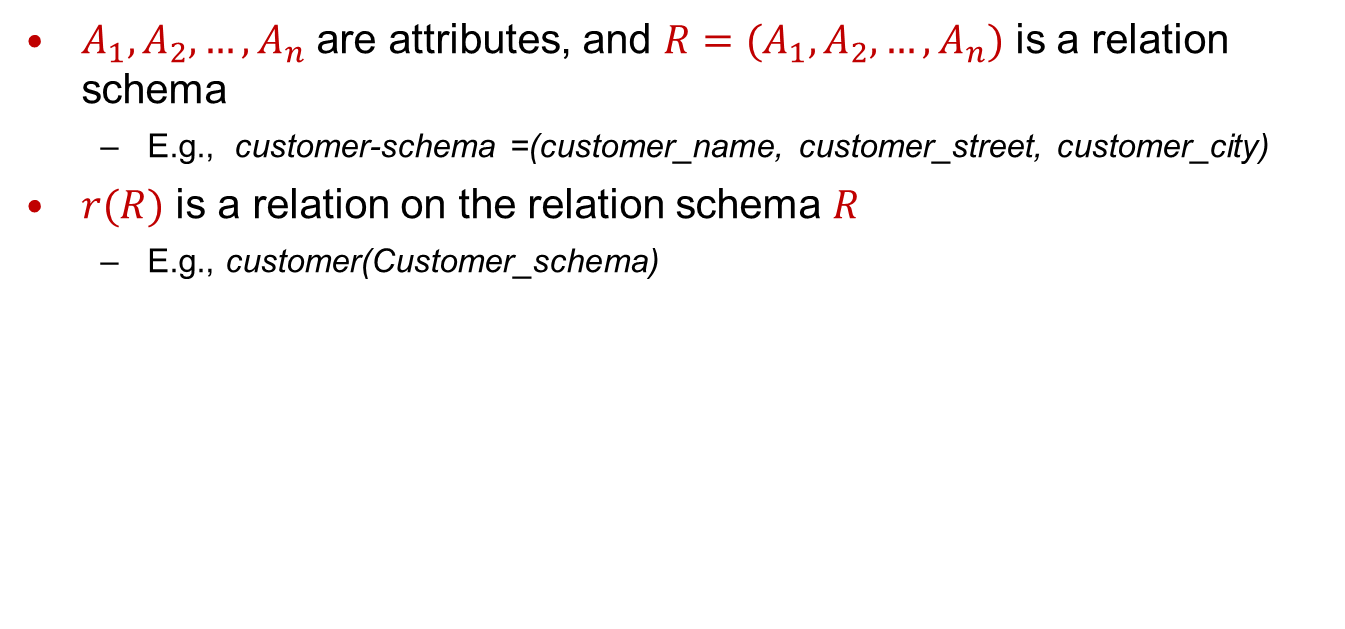 • A₁, A₂, …, Aₙ are attributes, and R = (A₁, A₂, …, Aₙ) is a relation
schema
– E.g., customer-schema =(customer_name, customer_street, customer_city)
• r(R) is a relation on the relation schema R
– E.g., customer(Customer_schema)